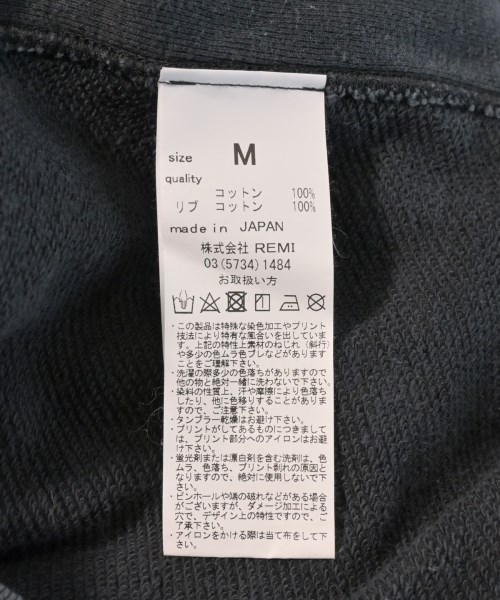 size M
quality
コットン 100%
リブ コットン 100%
made in JAPAN
株式会社 REMI
03(5734)1484
お取扱い方
・この製品は特殊な染色加工やプリント
技法により特有な風合いを出していま
す。上記の特性上素材のねじれ(斜行)
や多少の色ムラ色ブレなどがあります
ことをご理解下さい。
・洗濯の際多少の色落ちがありますので
他の物と絶対一緒に洗わないで下さい。
・染料の性質上、汗や摩擦により色落ち
したり、他に色移りすることがありま
すので、ご注意下さい。
・タンブラー乾燥はお避け下さい。
・プリントがしてあるものにつきまして
は、プリント部分へのアイロンはお避
け下さい。
・蛍光剤または漂白剤を含む洗剤は、色
ムラ、色落ち、プリント剥れの原因と
なりますので、絶対に使用しないで下
さい。
・ピンホールや端の破れなどがある場合
がございますが、ダメージ加工による
穴で、デザイン上の特性ですので、ご
了承下さい。
・アイロンをかける際は当て布をして下
さい。